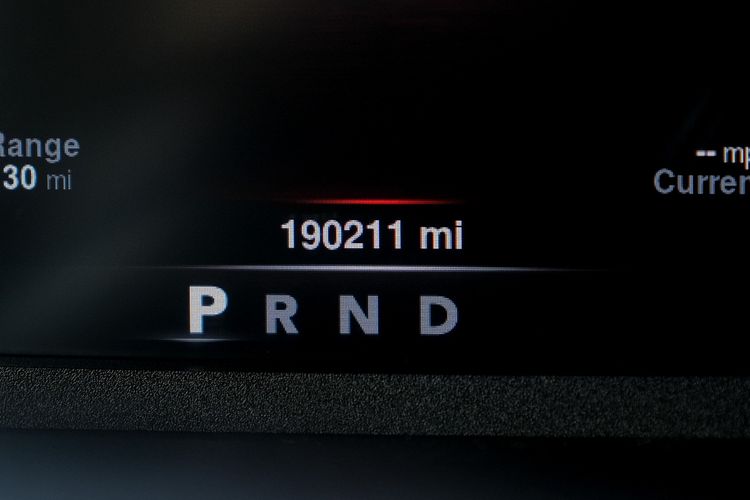 Range
30 mi
-- mp
Curren
190211 mi
P R N D